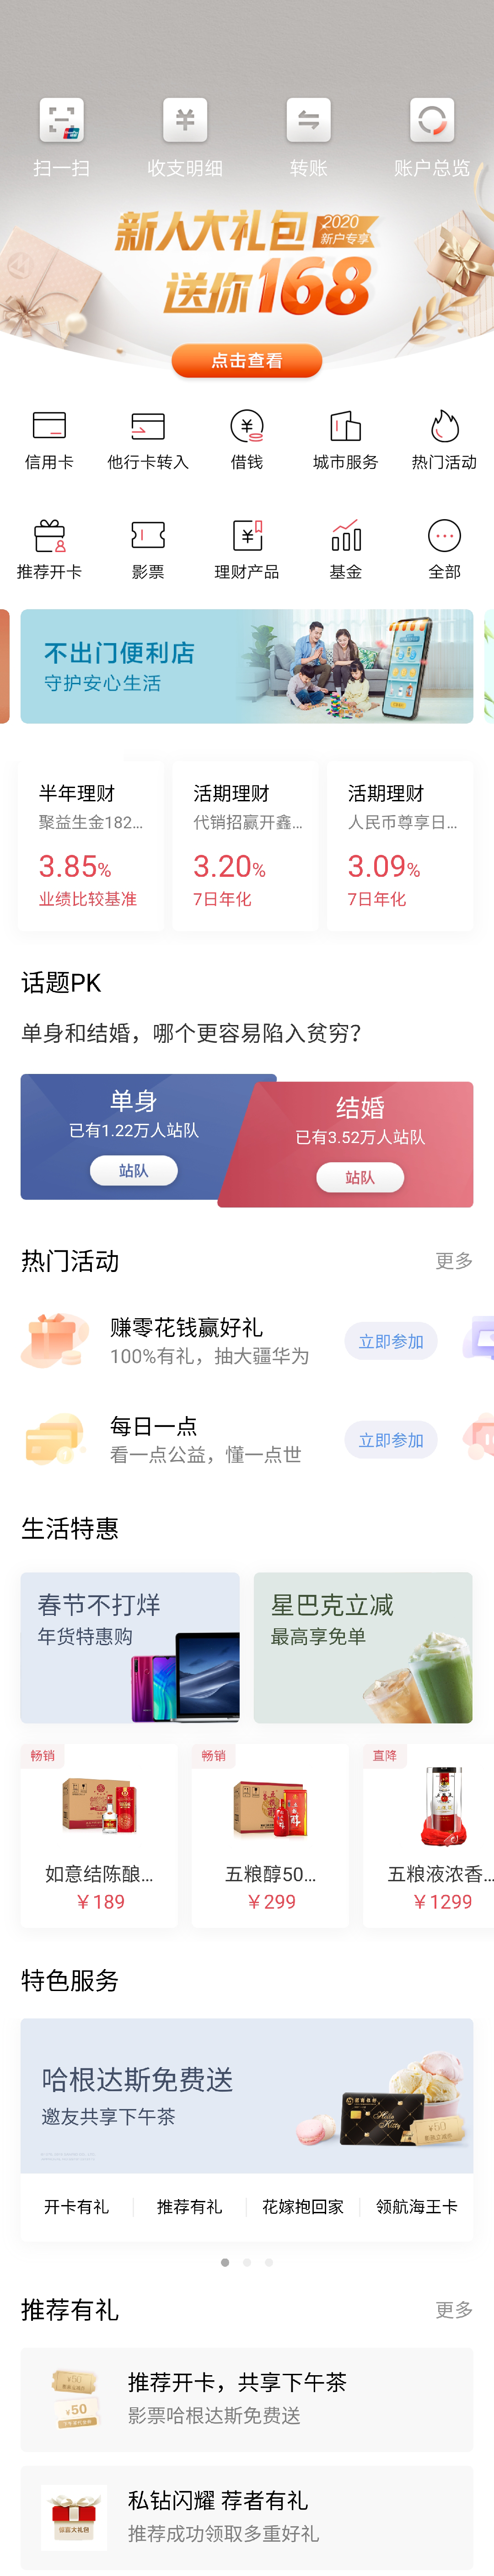 扫一扫
收支明细
转账
账户总览
新人大礼包
2020
新户专享
送你168
点击查看
信用卡
他行卡转入
借钱
城市服务
热门活动
推荐开卡
影票
理财产品
基金
全部
不出门便利店
守护安心生活
半年理财
聚益生金182...
3.85%
业绩比较基准
活期理财
代销招赢开鑫...
3.20%
7日年化
活期理财
人民币尊享日...
3.09%
7日年化
话题PK
单身和结婚，哪个更容易陷入贫穷？
单身
已有1.22万人站队
站队
结婚
已有3.52万人站队
站队
热门活动
更多
赚零花钱赢好礼
100%有礼，抽大疆华为
立即参加
每日一点
看一点公益，懂一点世
立即参加
生活特惠
春节不打烊
年货特惠购
星巴克立减
最高享免单
畅销
如意结陈酿...
￥189
畅销
五粮醇50...
￥299
直降
五粮液浓香...
￥1299
特色服务
哈根达斯免费送
邀友共享下午茶
Hello Kitty
¥50
开卡有礼
推荐有礼
花嫁抱回家
领航海王卡
推荐有礼
更多
¥50
¥50
推荐开卡，共享下午茶
影票哈根达斯免费送
私钻闪耀 荐者有礼
推荐成功领取多重好礼